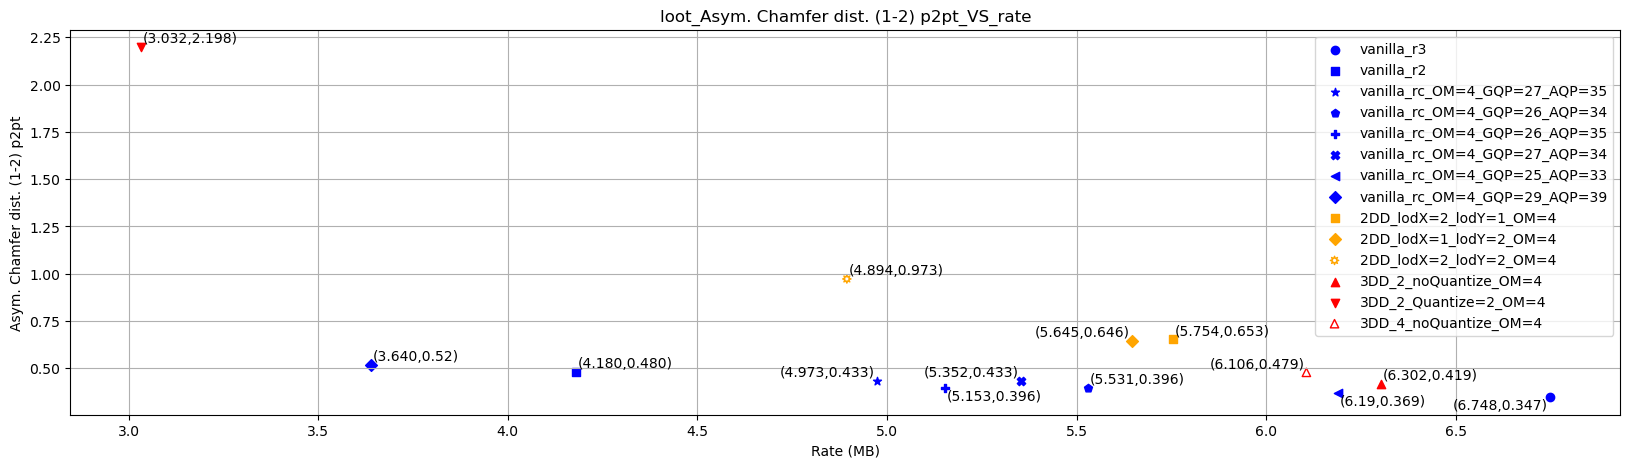 loot_Asym. Chamfer dist. (1-2) p2pt_VS_rate
Asym. Chamfer dist. (1-2) p2pt
2.25
2.00
1.75
1.50
1.25
1.00
0.75
0.50
(3.032,2.198)
(4.894,0.973)
(5.645,0.646)
(5.754,0.653)
(3.640,0.52)
(4.180,0.480)
(4.973,0.433)
(5.352,0.433)
(5.153,0.396)
(5.531,0.396)
(6.106,0.479)
(6.302,0.419)
(6.19,0.369)
(6.748,0.347)
vanilla_r3
vanilla_r2
vanilla_rc_OM=4_GQP=27_AQP=35
vanilla_rc_OM=4_GQP=26_AQP=34
vanilla_rc_OM=4_GQP=26_AQP=35
vanilla_rc_OM=4_GQP=27_AQP=34
vanilla_rc_OM=4_GQP=25_AQP=33
vanilla_rc_OM=4_GQP=29_AQP=39
2DD_lodX=2_lodY=1_OM=4
2DD_lodX=1_lodY=2_OM=4
2DD_lodX=2_lodY=2_OM=4
3DD_2_noQuantize_OM=4
3DD_2_Quantize=2_OM=4
3DD_4_noQuantize_OM=4
3.0
3.5
4.0
4.5
5.0
5.5
6.0
6.5
Rate (MB)